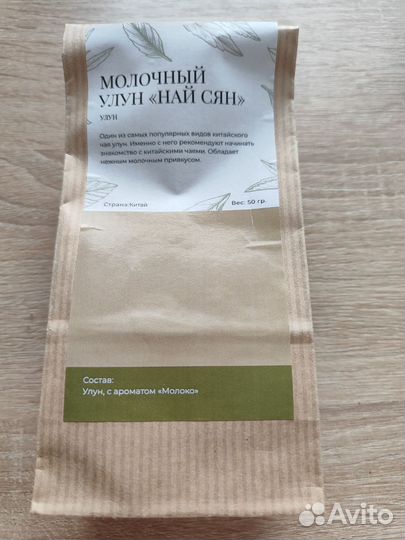 МОЛОЧНЫЙ
УЛУН «НАЙ СЯН»
УЛУН
Один из самых популярных видов китайского
чая улун. Именно с него рекомендуют начинать
знакомство с китайскими чаями. Обладает
нежным молочным привкусом.
Страна:Китай
Вес: 50 гр.
Состав:
Улун, с ароматом «Молоко»
Avito